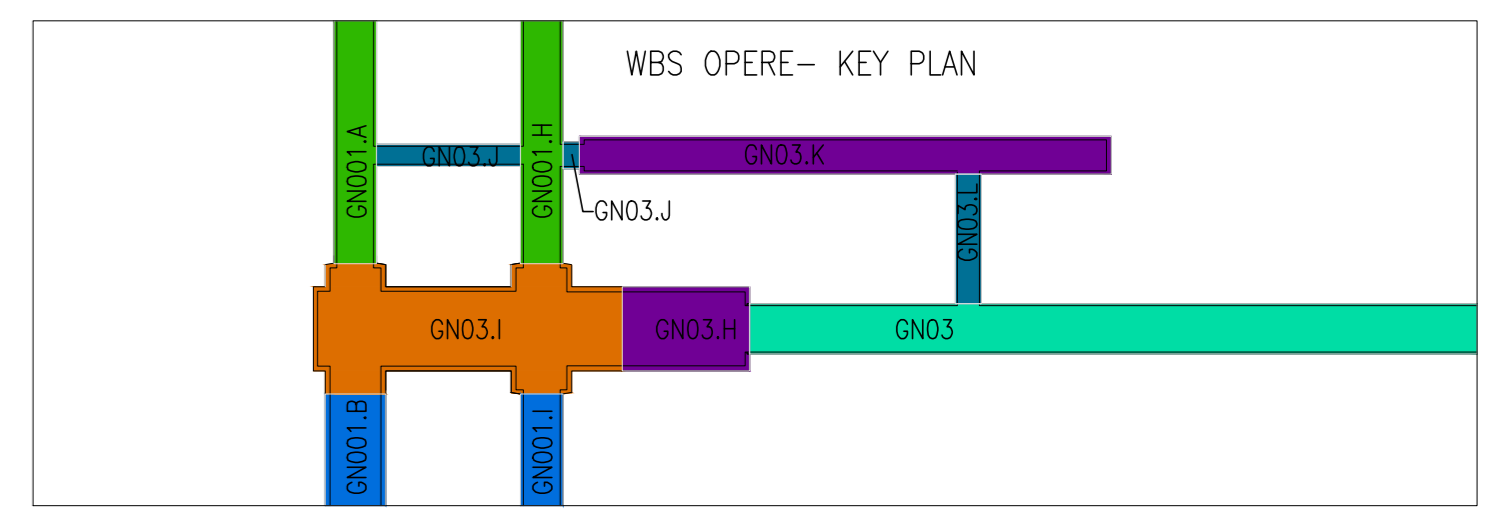 WBS OPERE- KEY PLAN
GN001.A
GN03.J
GN001.H
GN03.K
GN03.J
GN03.L
GN03.I
GN03.H
GN03
GN001.B
GN001.I